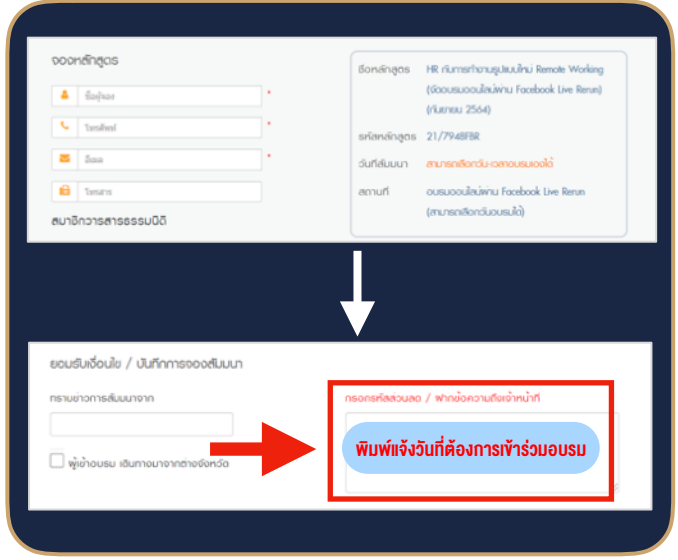 จองหลักสูตร
ชื่อผู้จอง
*
โทรศัพท์
*
อีเมล
*
โทรสาร
สมาชิกวารสารธรรมนิติ
ชื่อหลักสูตร HR กับการทำงานรูปแบบใหม่ Remote Working
(จัดอบรมออนไลน์ผ่าน Facebook Live Rerun)
(กันยายน 2564)
รหัสหลักสูตร 21/7948FBR
วันที่สัมมนา สามารถเลือกวัน-เวลาอบรมเองได้
สถานที่ อบรมออนไลน์ผ่าน Facebook Live Rerun
(สามารถเลือกวันอบรมได้)
ยอมรับเงื่อนไข / บันทึกการจองสัมมนา
ทราบข่าวการสัมมนาจาก
ผู้เข้าอบรม เดินทางมาจากต่างจังหวัด
กรอกรหัสส่วนลด / ฝากข้อความถึงเจ้าหน้าที่
พิมพ์แจ้งวันที่ต้องการเข้าร่วมอบรม